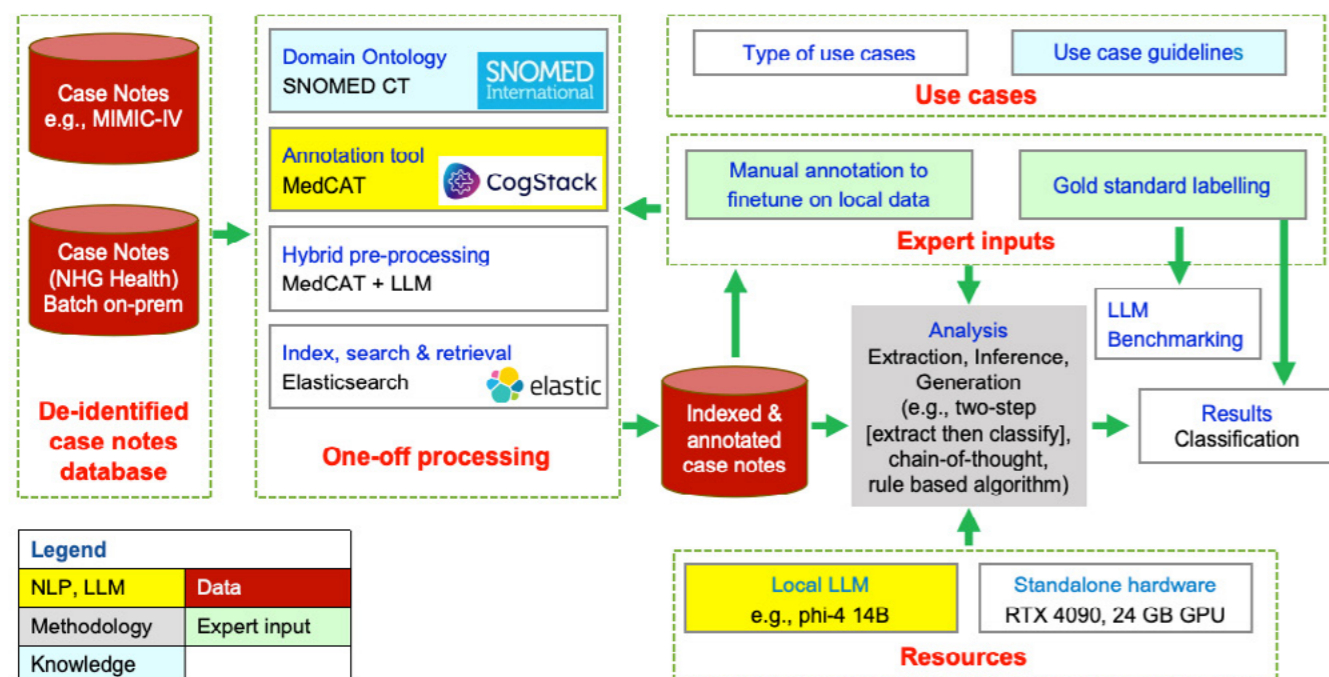 Case Notes
e.g., MIMIC-IV
Case Notes
(NHG Health)
Batch on-prem
De-identified
case notes
database
Domain Ontology
SNOMED CT
SNOMED
International
Annotation tool
MedCAT
CogStack
Hybrid pre-processing
MedCAT + LLM
Index, search & retrieval
Elasticsearch
elastic
One-off processing
Type of use cases
Use case guidelines
Use cases
Manual annotation to
finetune on local data
Gold standard labelling
Expert inputs
Indexed &
annotated
case notes
Analysis
Extraction, Inference,
Generation
(e.g., two-step
[extract then classify],
chain-of-thought,
rule based algorithm)
LLM
Benchmarking
Results
Classification
Local LLM
e.g., phi-4 14B
Standalone hardware
RTX 4090, 24 GB GPU
Resources
Legend
NLP, LLM
Data
Methodology
Expert input
Knowledge